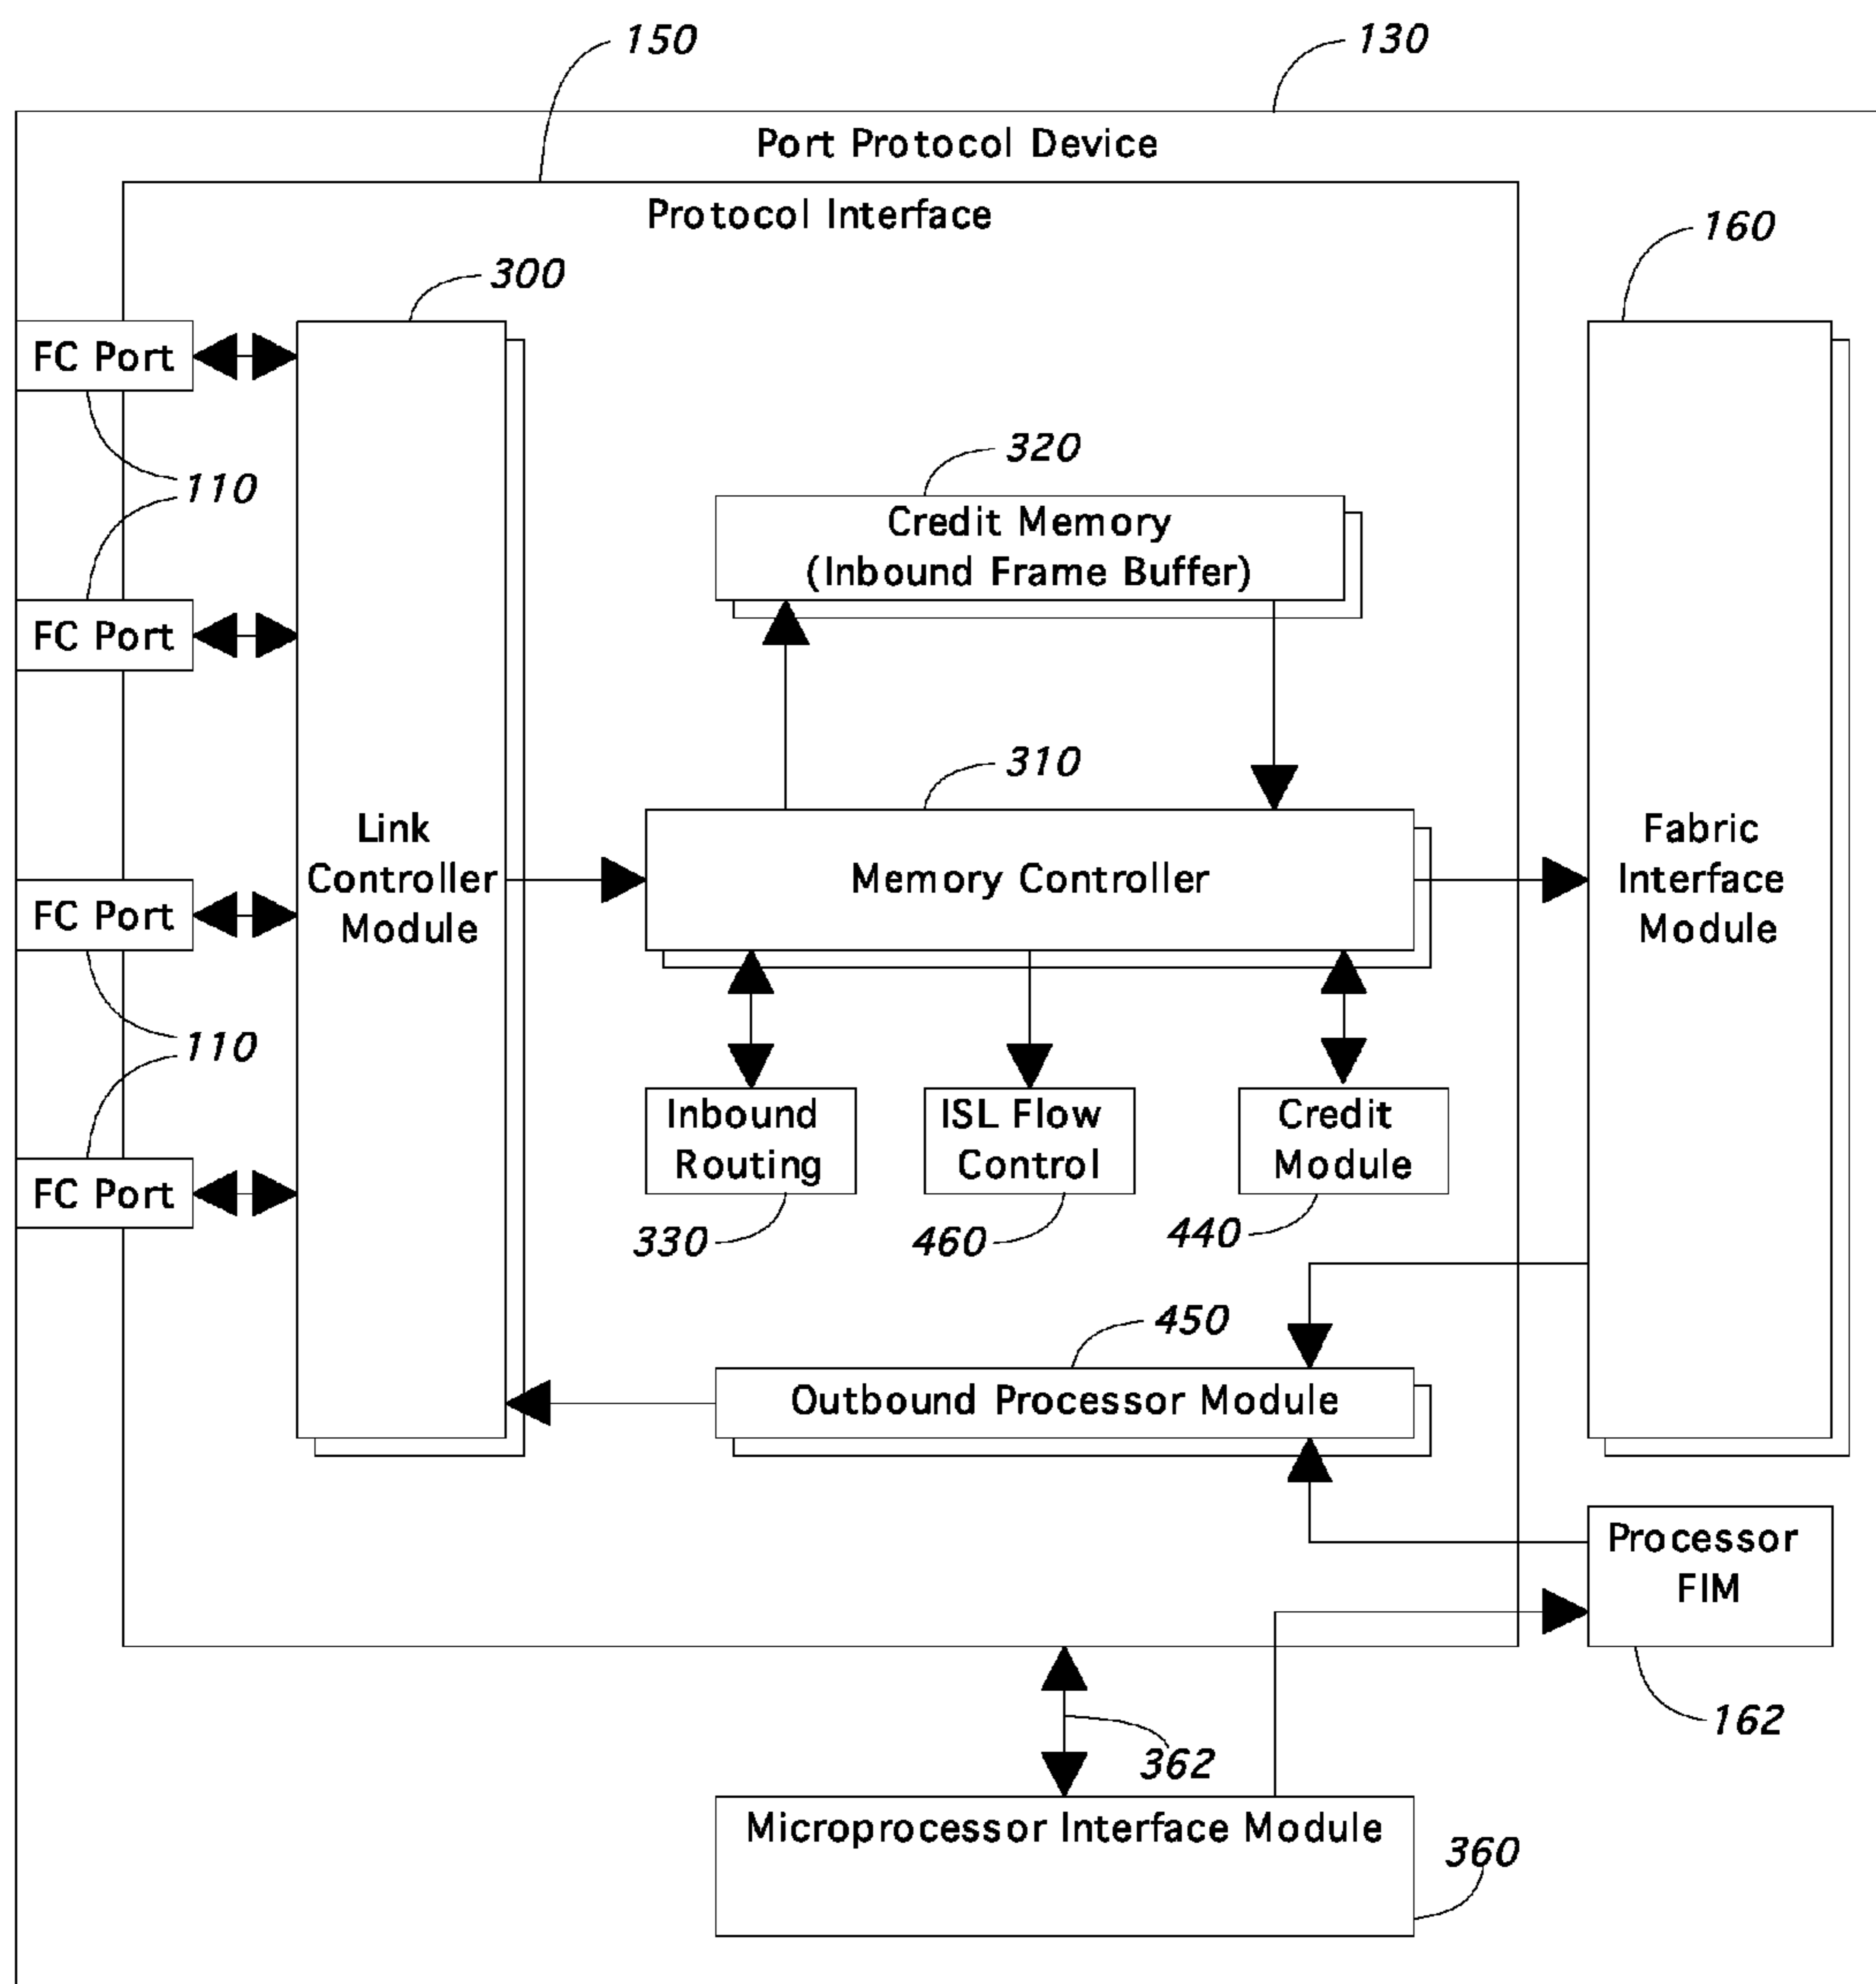 150
130
Port Protocol Device
Protocol Interface
160
300
FC Port
320
110
Credit Memory
(Inbound Frame Buffer)
FC Port
310
Link
Controller
Module
Memory Controller
Fabric
Interface
Module
FC Port
110
Inbound
Routing
ISL Flow
Control
Credit
Module
FC Port
330
460
440
450
Outbound Processor Module
Processor
FIM
162
362
Microprocessor Interface Module
360